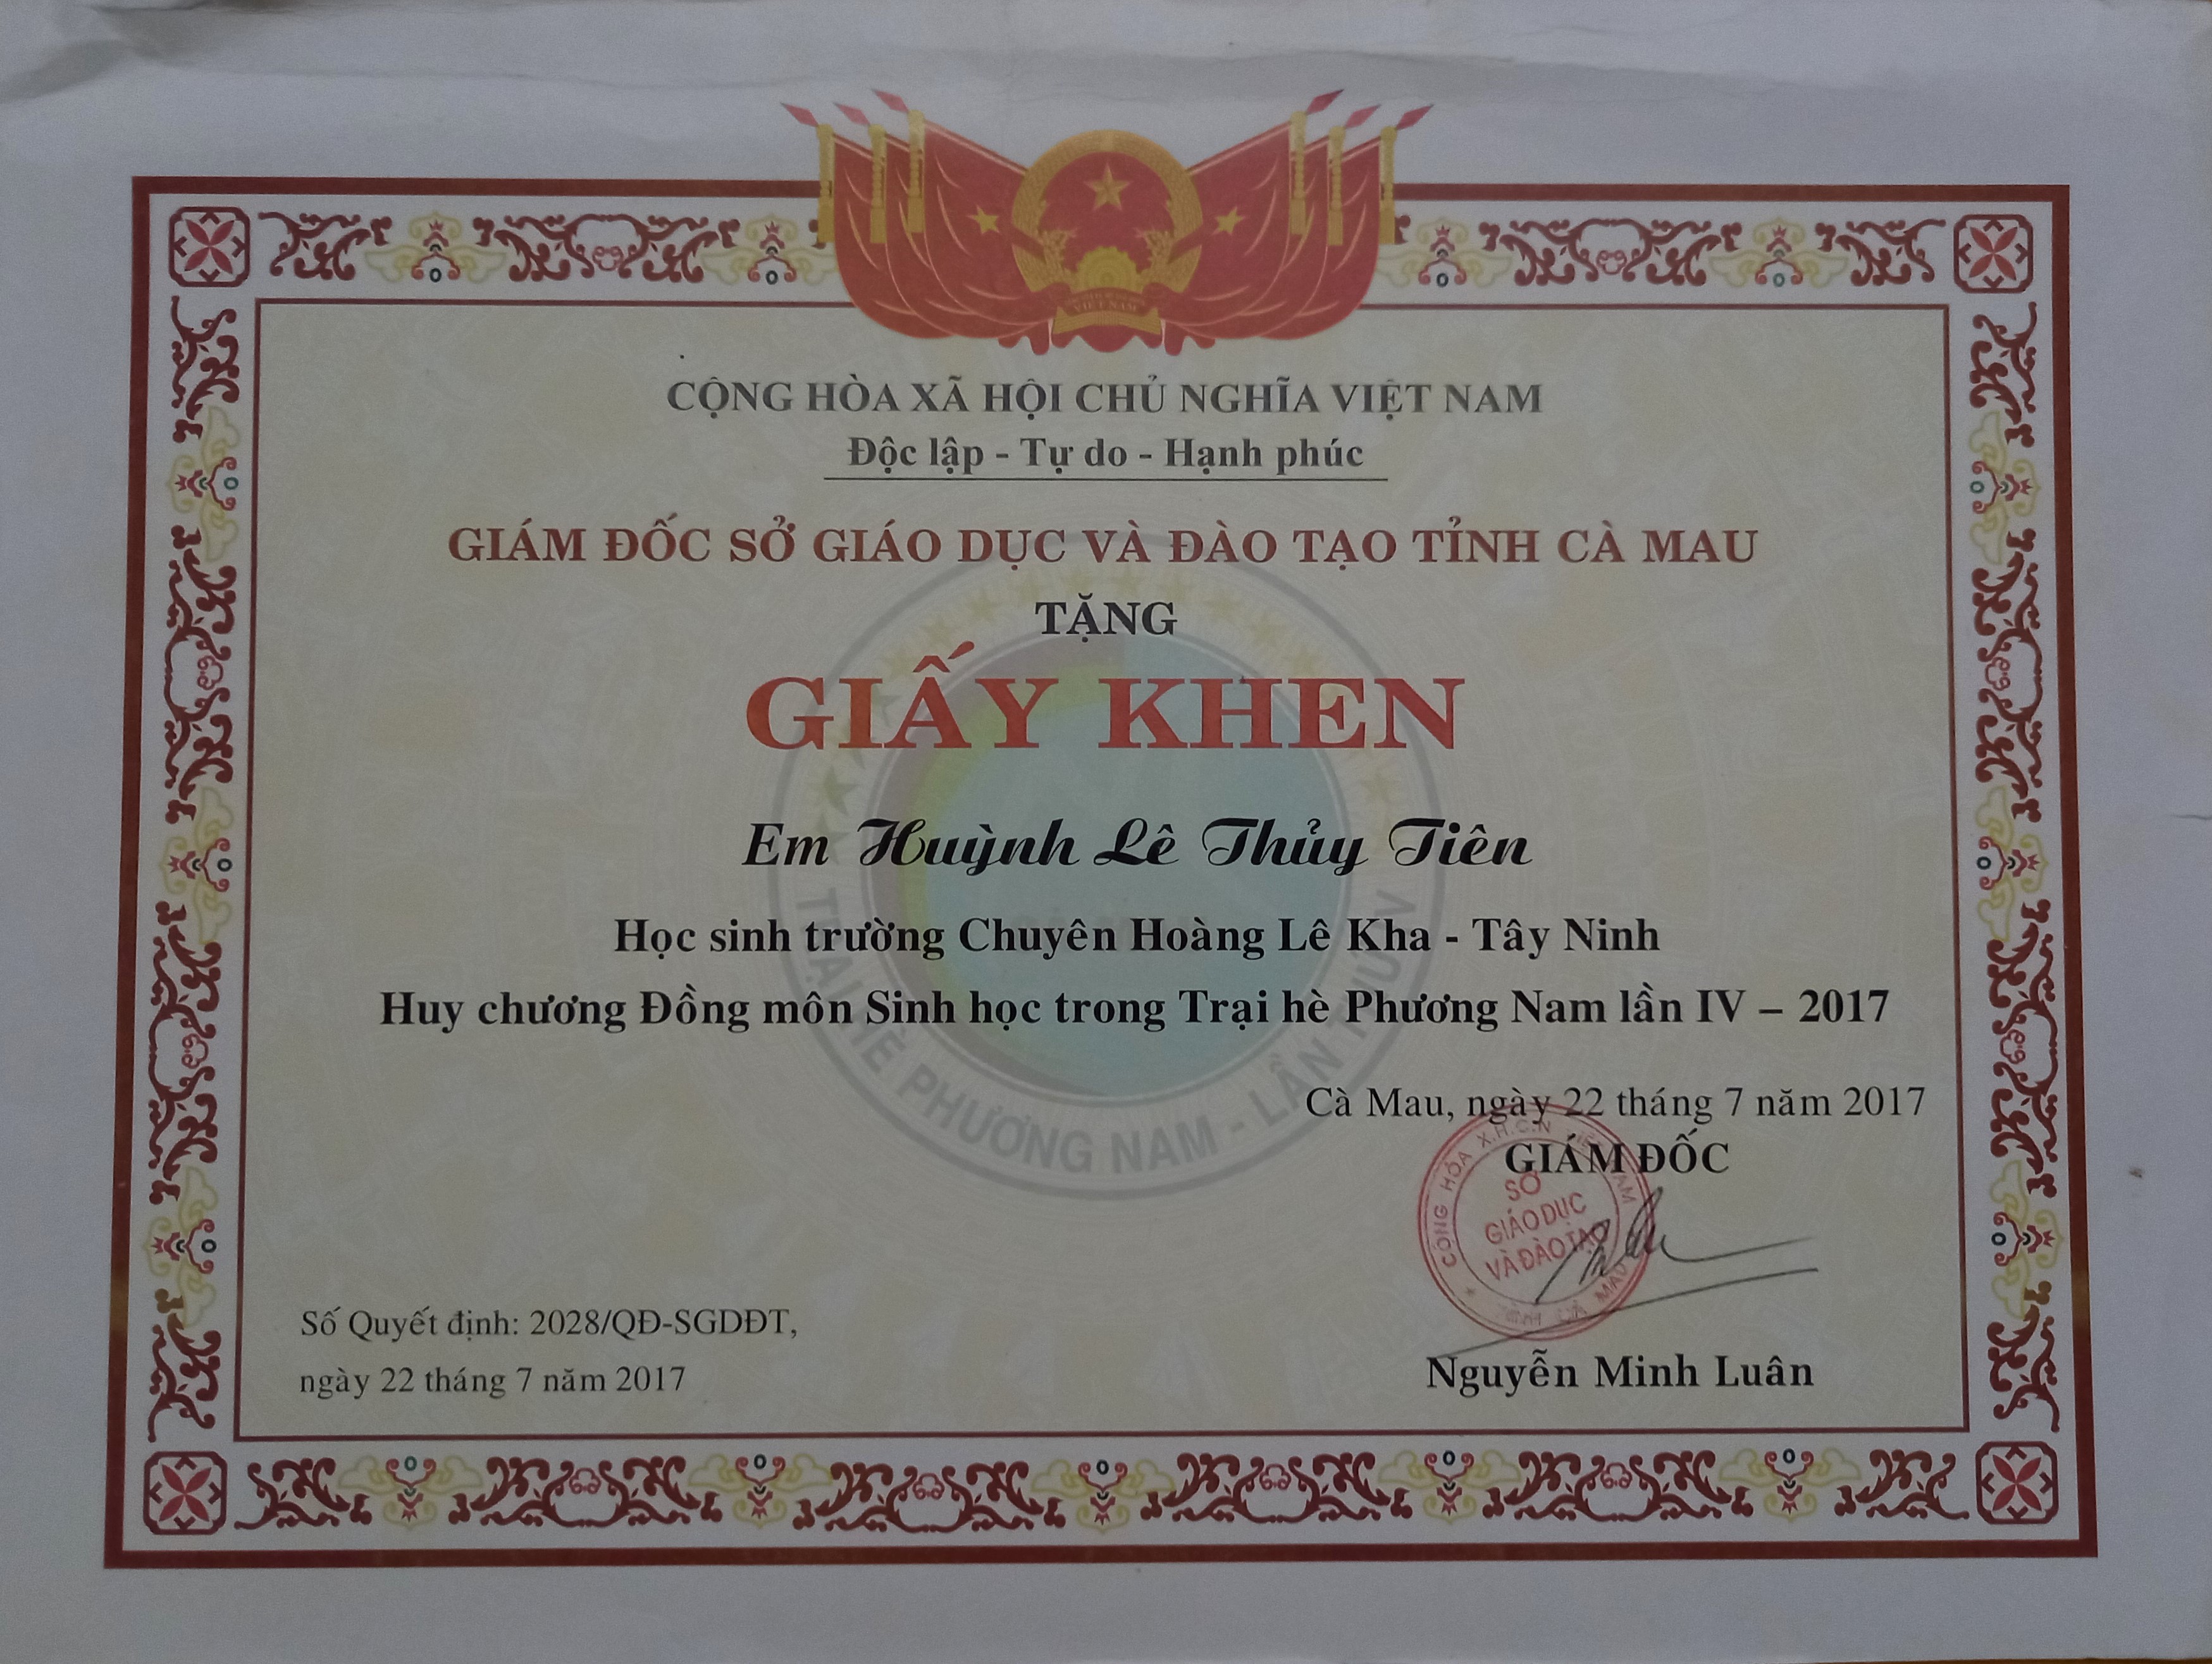 VIỆT NAM
CỘNG HÒA XÃ HỘI CHỦ NGHĨA VIỆT NAM
Độc lập - Tự do - Hạnh phúc
GIÁM ĐỐC SỞ GIÁO DỤC VÀ ĐÀO TẠO TỈNH CÀ MAU
TẶNG
GIẤY KHEN
Em Huỳnh Lê Thủy Tiên
Học sinh trường Chuyên Hoàng Lê Kha - Tây Ninh
Huy chương Đồng môn Sinh học trong Trại hè Phương Nam lần IV – 2017
TRẠI HÈ PHƯƠNG NAM - LẦN THỨ IV
Cà Mau, ngày 22 tháng 7 năm 2017
GIÁM ĐỐC
CỘNG HÒA X.H.C.N VIỆT NAM
SỞ
GIÁO DỤC
VÀ ĐÀO TẠO
TỈNH CÀ MAU
Nguyễn Minh Luân
Số Quyết định: 2028/QĐ-SGDĐT,
ngày 22 tháng 7 năm 2017